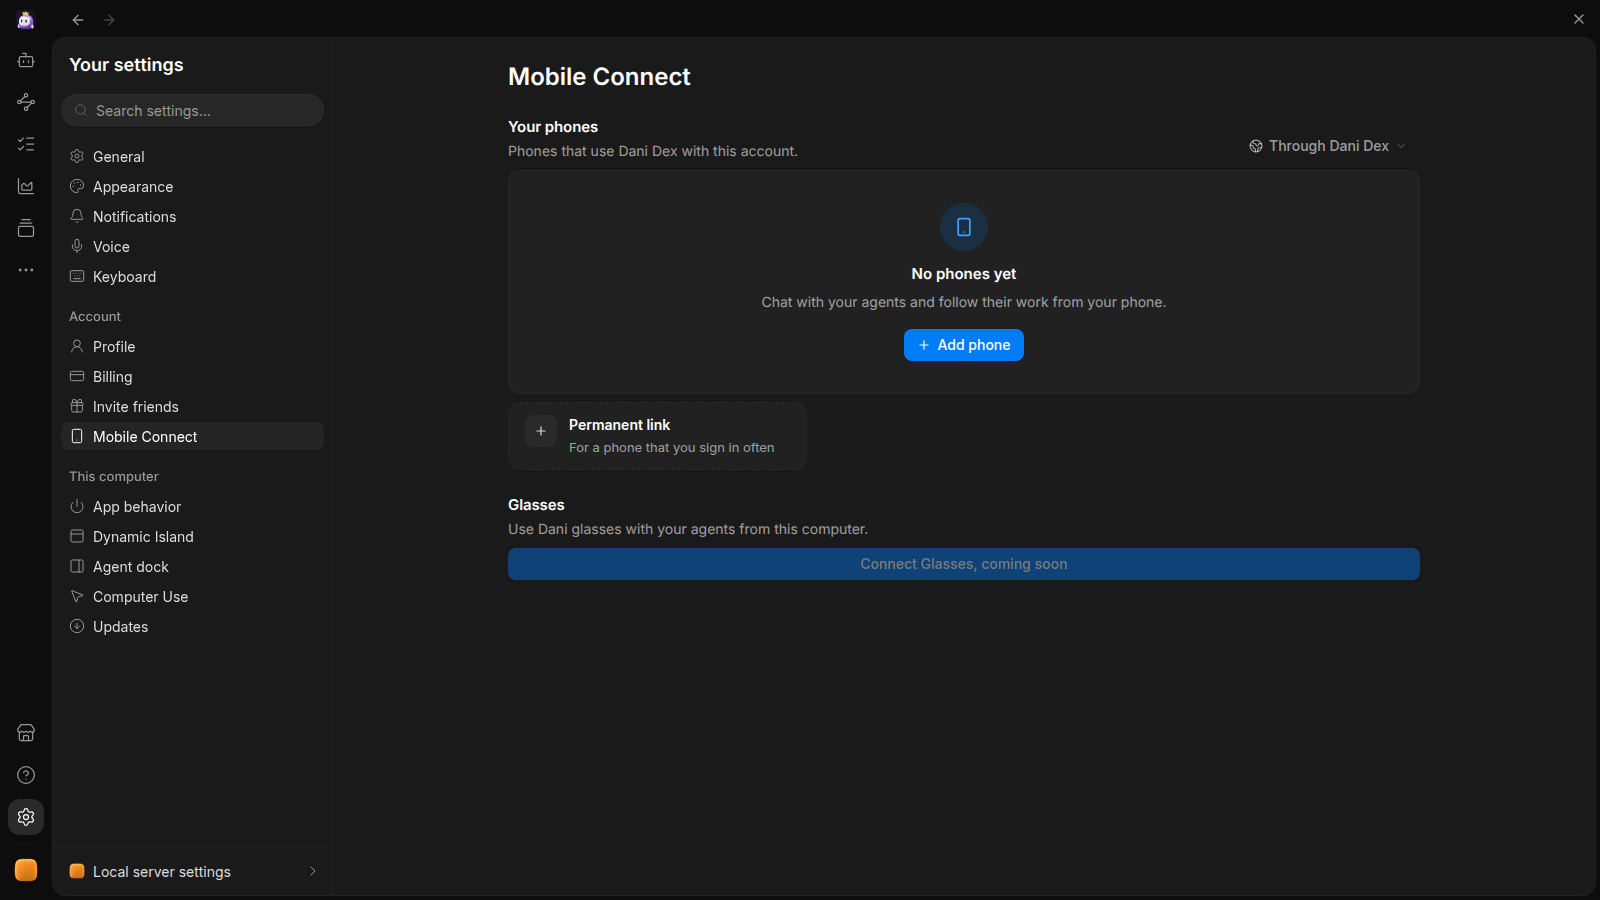 Your settings
Search settings...
General
Appearance
Notifications
Voice
Keyboard
Account
Profile
Billing
Invite friends
Mobile Connect
This computer
App behavior
Dynamic Island
Agent dock
Computer Use
Updates
Local server settings
Mobile Connect
Your phones
Phones that use Dani Dex with this account.
Through Dani Dex
No phones yet
Chat with your agents and follow their work from your phone.
Add phone
Permanent link
For a phone that you sign in often
Glasses
Use Dani glasses with your agents from this computer.
Connect Glasses, coming soon